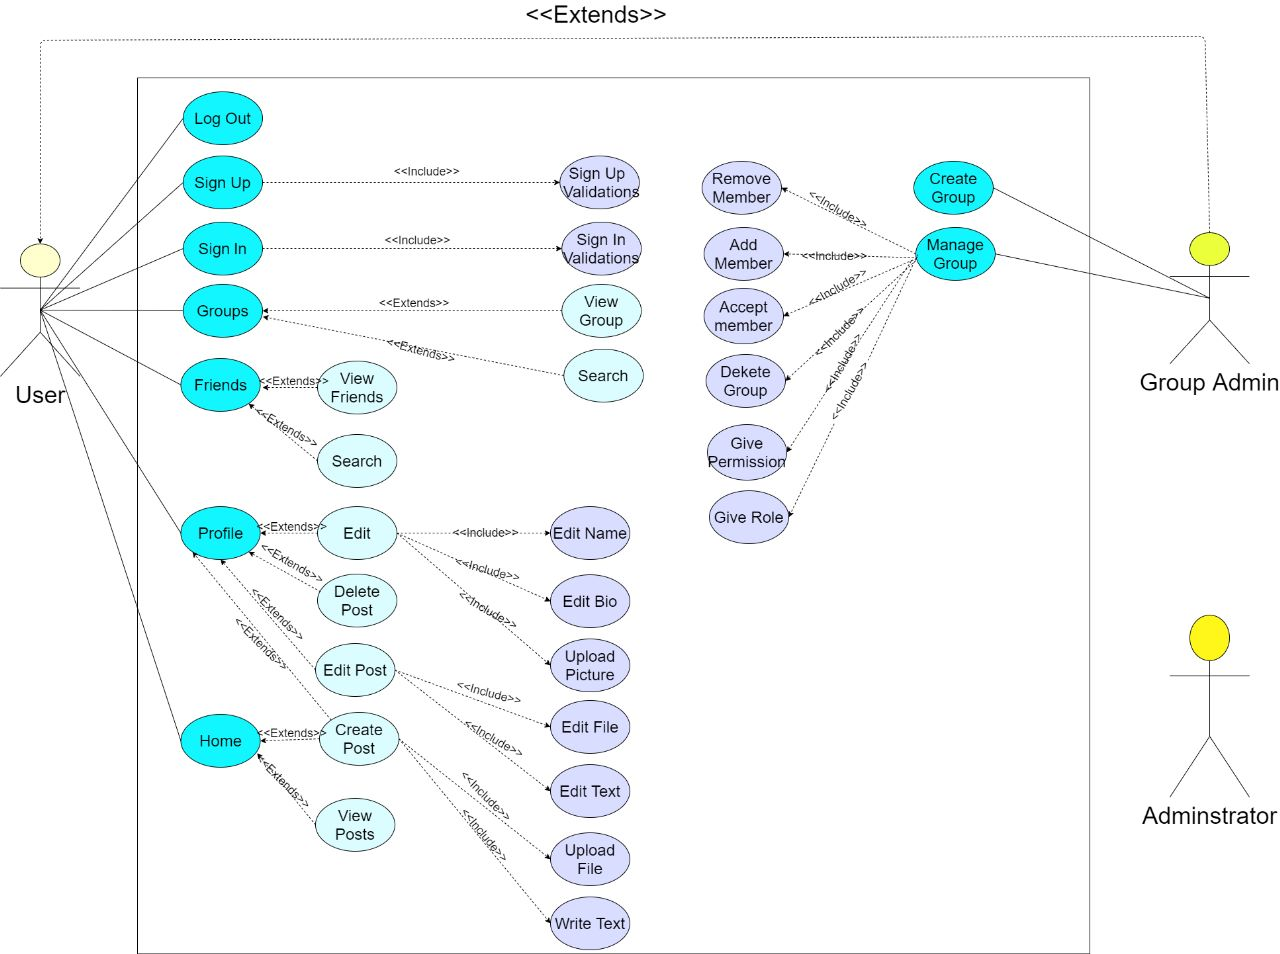 <<Extends>>
Log Out
Sign Up
<<Include>>
Sign Up
Validations
Remove
Member
<<Include>>
Create
Group
Sign In
<<Include>>
Sign In
Validations
Add
Member
<<Include>>
Manage
Group
Groups
<<Extends>>
View
Group
Accept
member
<<Include>>
<<Extends>>
Search
Dekete
Group
<<Include>>
<<Include>>
<<Include>>
User
Group Admin
Friends
<<Extends>>
View
Friends
<<Extends>>
Search
Give
Permission
Give Role
Profile
<<Extends>>
Edit
<<Include>>
Edit Name
<<Extends>>
Delete
Post
<<Include>>
Edit Bio
<<Extends>>
<<Include>>
<<Extends>>
Edit Post
Upload
Picture
<<Include>>
Edit File
Home
<<Extends>>
Create
Post
<<Include>>
<<Extends>>
Edit Text
<<Include>>
View
Posts
<<Include>>
Upload
File
Write Text
Adminstrator